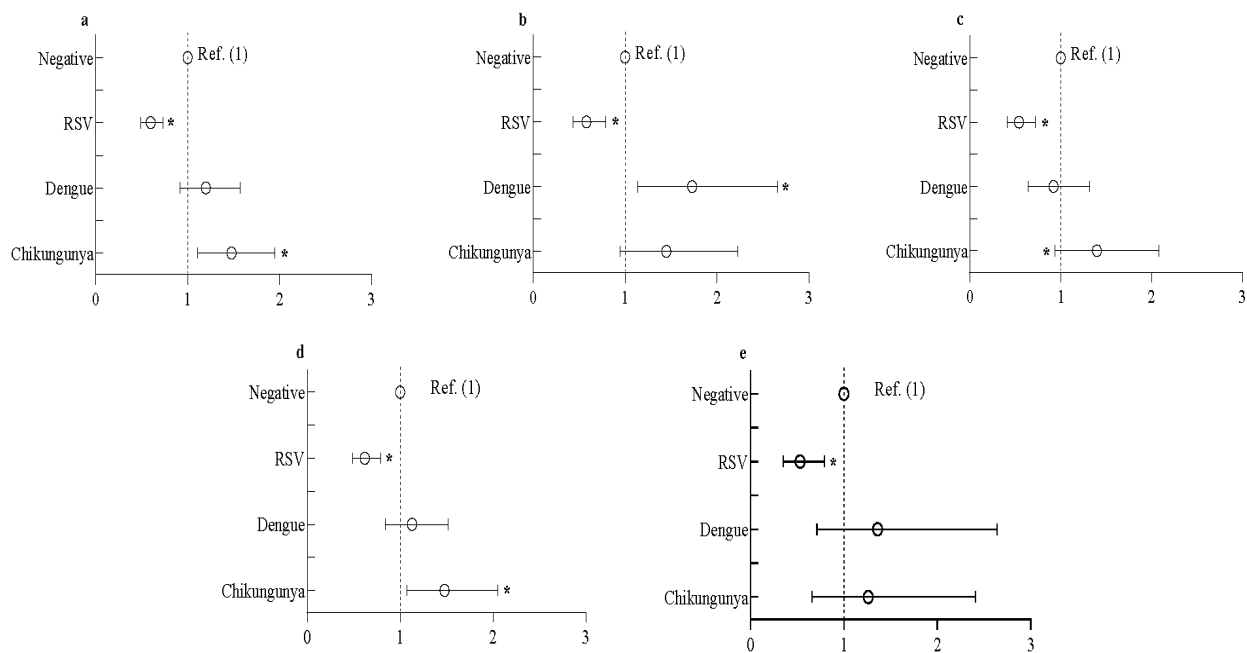 a
Negative
Ref. (1)
RSV
*
Dengue
Chikungunya
*
0 1 2 3
b
Negative
Ref. (1)
RSV
*
Dengue
*
Chikungunya
0 1 2 3
c
Negative
Ref. (1)
RSV
*
Dengue
Chikungunya
*
0 1 2 3
d
Negative
Ref. (1)
RSV
*
Dengue
Chikungunya
*
0 1 2 3
e
Negative
Ref. (1)
RSV
*
Dengue
Chikungunya
0 1 2 3